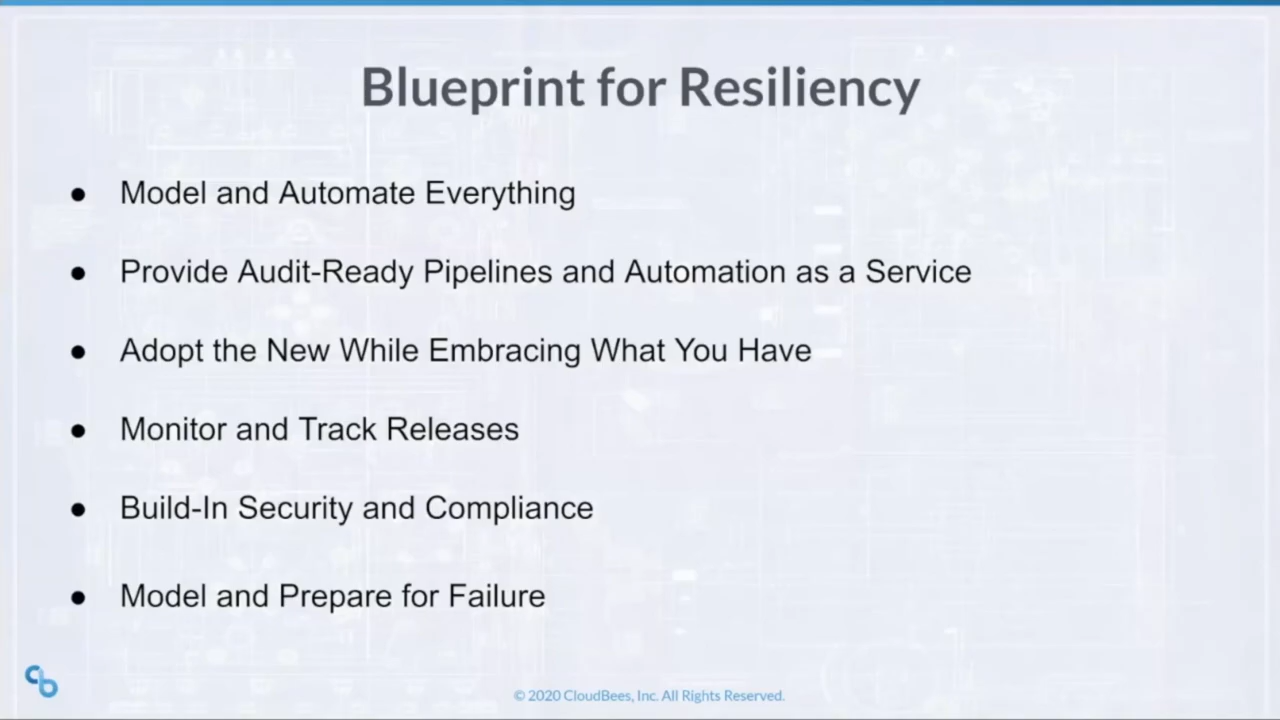 Blueprint for Resiliency
● Model and Automate Everything
● Provide Audit-Ready Pipelines and Automation as a Service
● Adopt the New While Embracing What You Have
● Monitor and Track Releases
● Build-In Security and Compliance
● Model and Prepare for Failure
© 2020 CloudBees, Inc. All Rights Reserved.